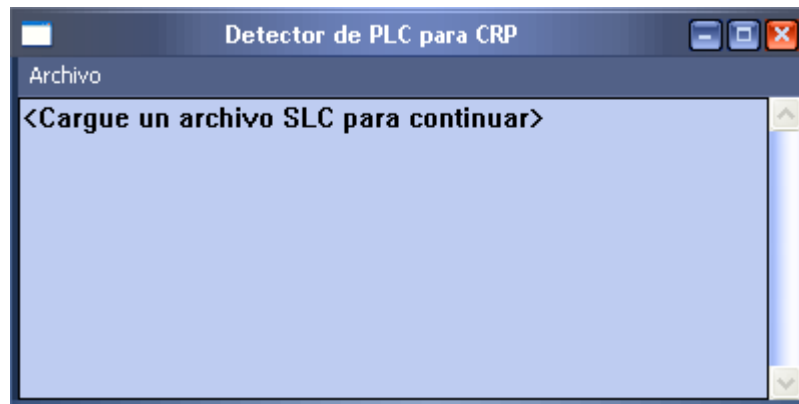 Detector de PLC para CRP
Archivo
<Cargue un archivo SLC para continuar>